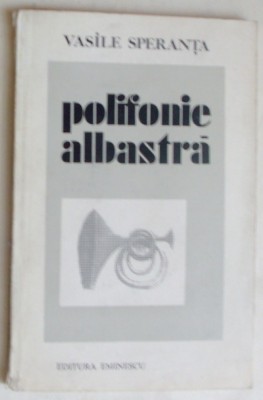 VASILE SPERANȚA
polifonie
albastră
EDITURA EMINESCU